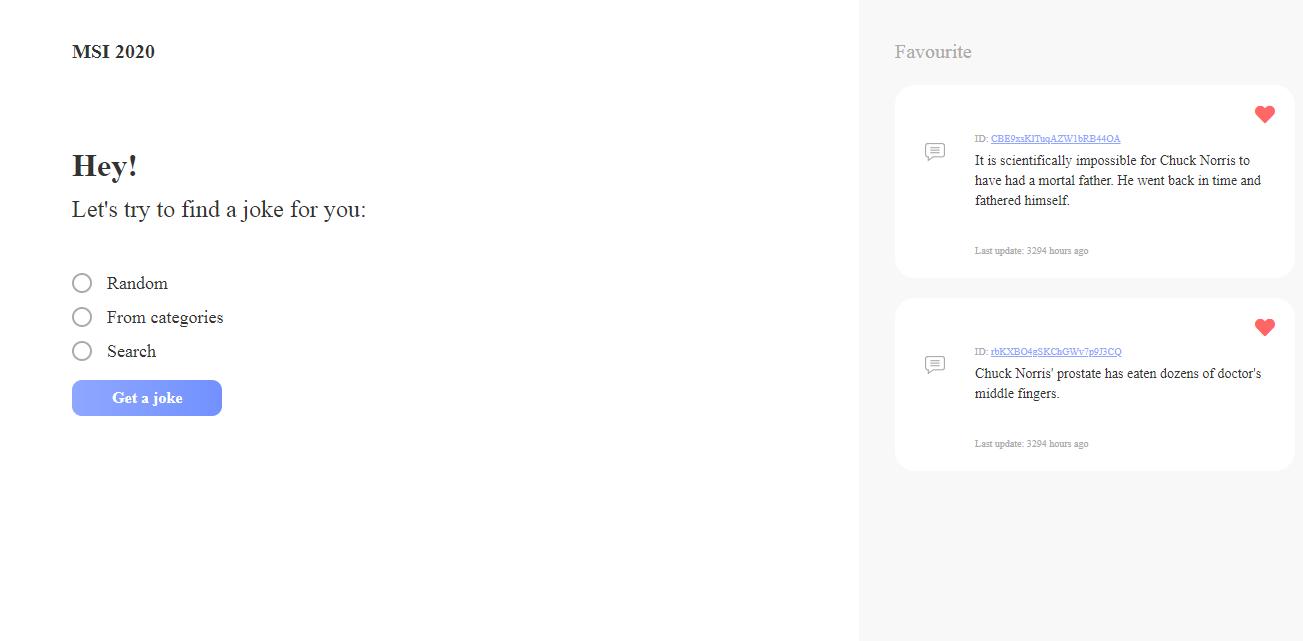 MSI 2020
Hey!
Let's try to find a joke for you:
Random
From categories
Search
Get a joke
Favourite
ID: CBE9xsKITuqAZW1bRB44OA
It is scientifically impossible for Chuck Norris to
have had a mortal father. He went back in time and
fathered himself.
Last update: 3294 hours ago
ID: rbKXBO4gSKChGWv7p9J3CQ
Chuck Norris' prostate has eaten dozens of doctor's
middle fingers.
Last update: 3294 hours ago